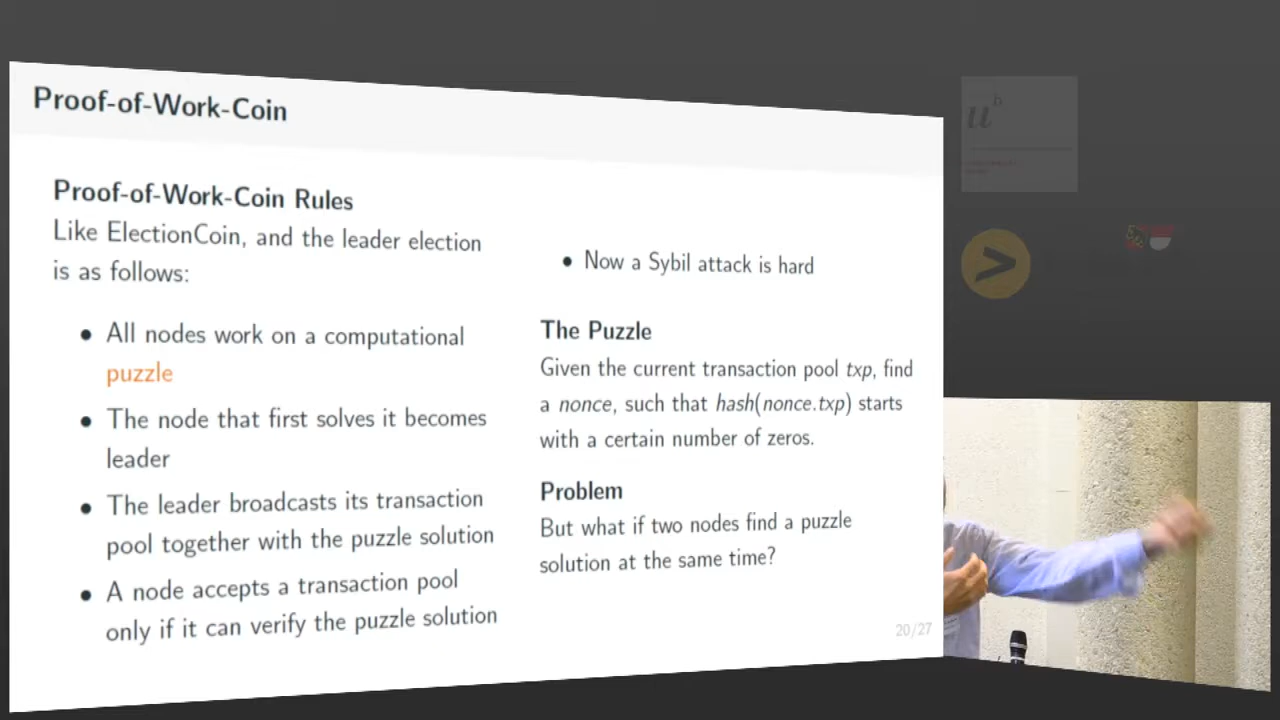 Proof-of-Work-Coin
Proof-of-Work-Coin Rules
Like ElectionCoin, and the leader election
is as follows:
• All nodes work on a computational
puzzle
• The node that first solves it becomes
leader
• The leader broadcasts its transaction
pool together with the puzzle solution
• A node accepts a transaction pool
only if it can verify the puzzle solution
• Now a Sybil attack is hard
The Puzzle
Given the current transaction pool txp, find
a nonce, such that hash(nonce.txp) starts
with a certain number of zeros.
Problem
But what if two nodes find a puzzle
solution at the same time?
20/27
u
b